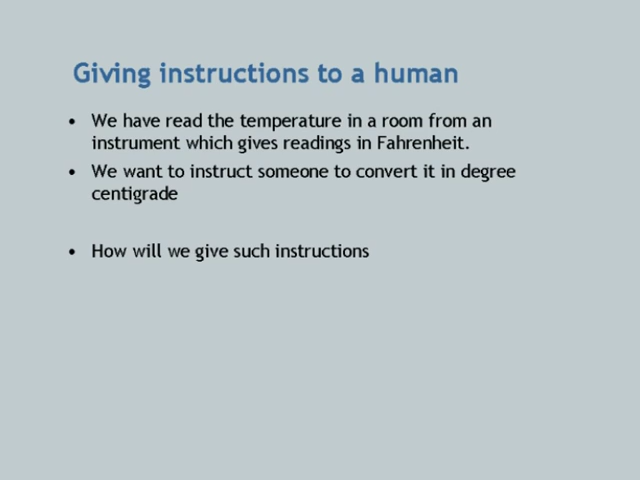 Giving instructions to a human
• We have read the temperature in a room from an
instrument which gives readings in Fahrenheit.
• We want to instruct someone to convert it in degree
centigrade
• How will we give such instructions